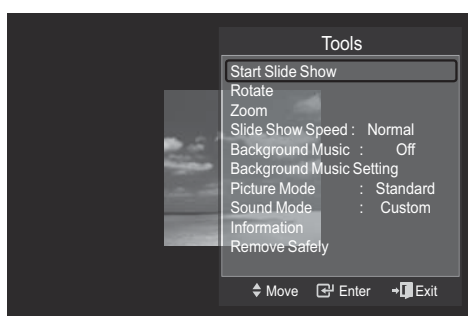 Tools
Start Slide Show
Rotate
Zoom
Slide Show Speed : Normal
Background Music : Off
Background Music Setting
Picture Mode : Standard
Sound Mode : Custom
Information
Remove Safely
Move Enter Exit